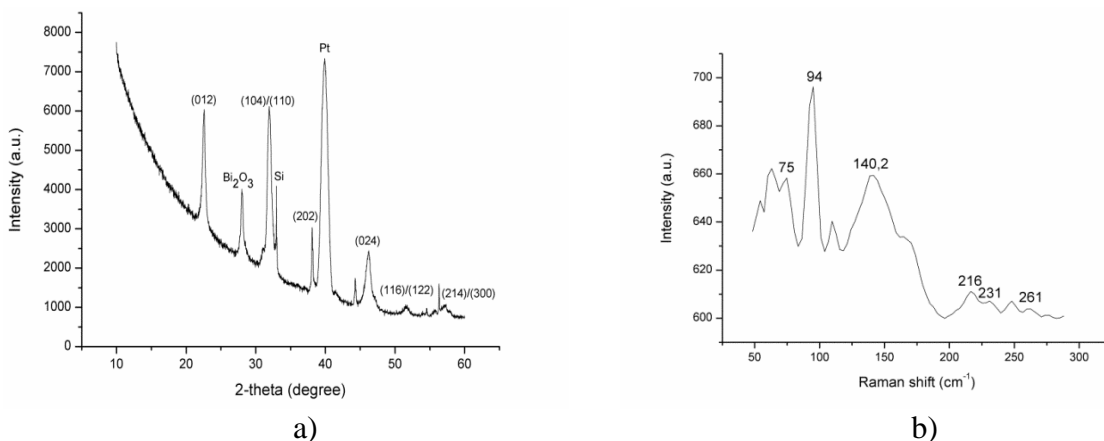 8000
7000
6000
5000
4000
3000
2000
1000
0
Intensity (a.u.)
(012)
Bi2O3
(104)/(110)
Si
(202)
Pt
(024)
(116)/(122)
(214)/(300)
10 20 30 40 50 60
2-theta (degree)
a)
700
680
660
640
620
600
Intensity (a.u.)
75
94
140,2
216
231
261
50 100 150 200 250 300
Raman shift (cm-1)
b)